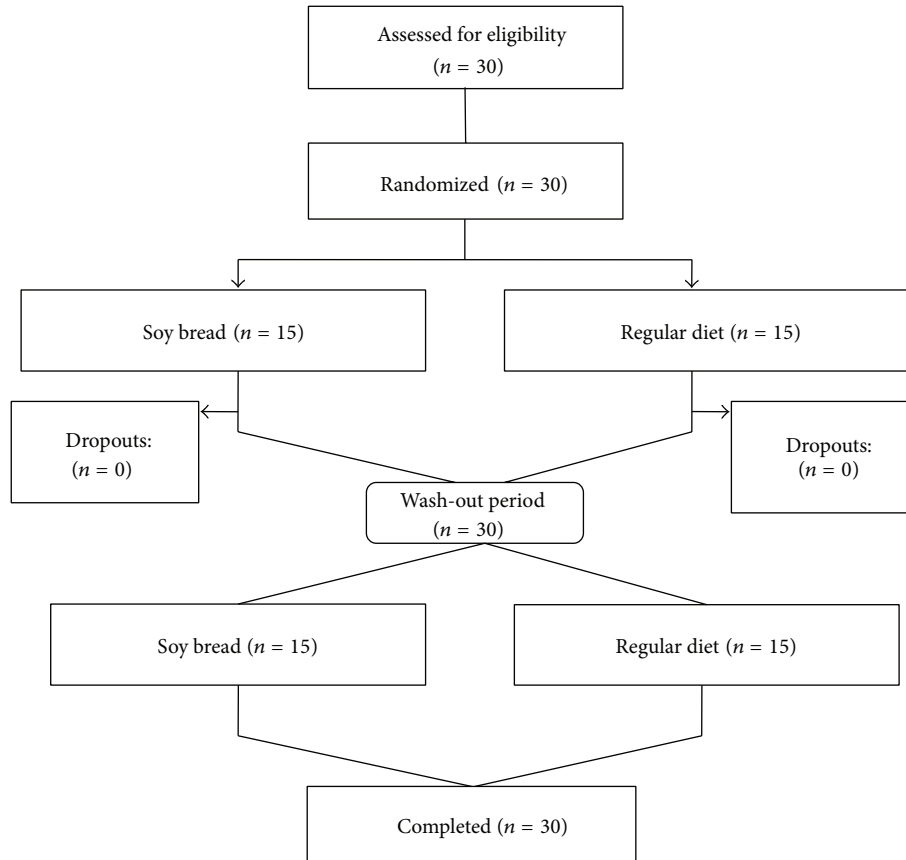 Assessed for eligibility
(n = 30)
Randomized (n = 30)
Soy bread (n = 15)
Regular diet (n = 15)
Dropouts:
(n = 0)
Dropouts:
(n = 0)
Wash-out period
(n = 30)
Soy bread (n = 15)
Regular diet (n = 15)
Completed (n = 30)